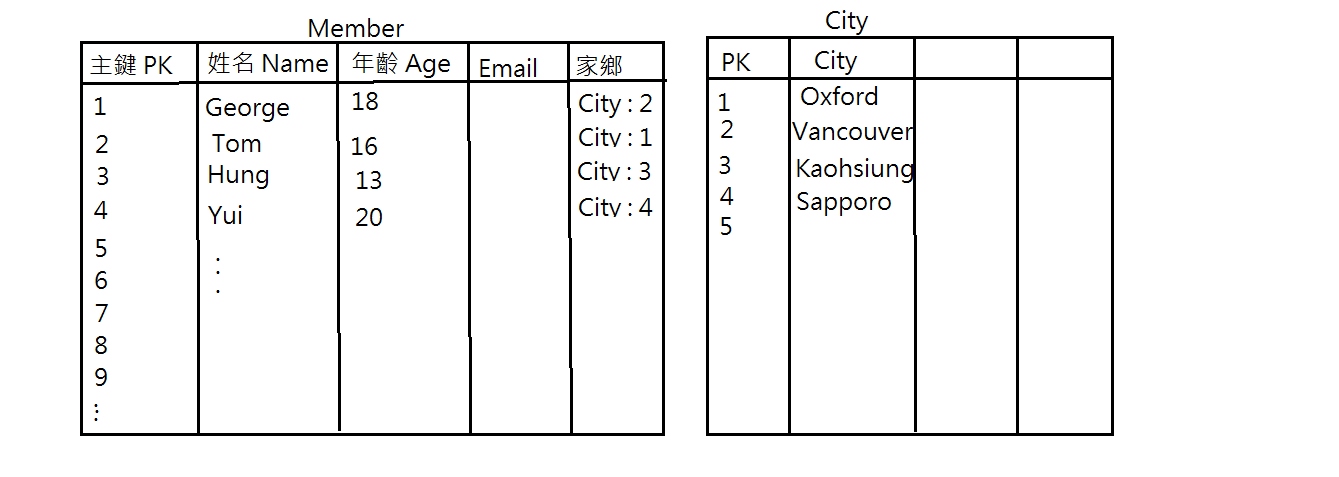 Member
主鍵 PK 姓名 Name 年齡 Age Email 家鄉
1 George 18 City : 2
2 Tom 16 City : 1
3 Hung 13 City : 3
4 Yui 20 City : 4
5
6
7
8
9
⋮
City
PK City
1 Oxford
2 Vancouver
3 Kaohsiung
4 Sapporo
5